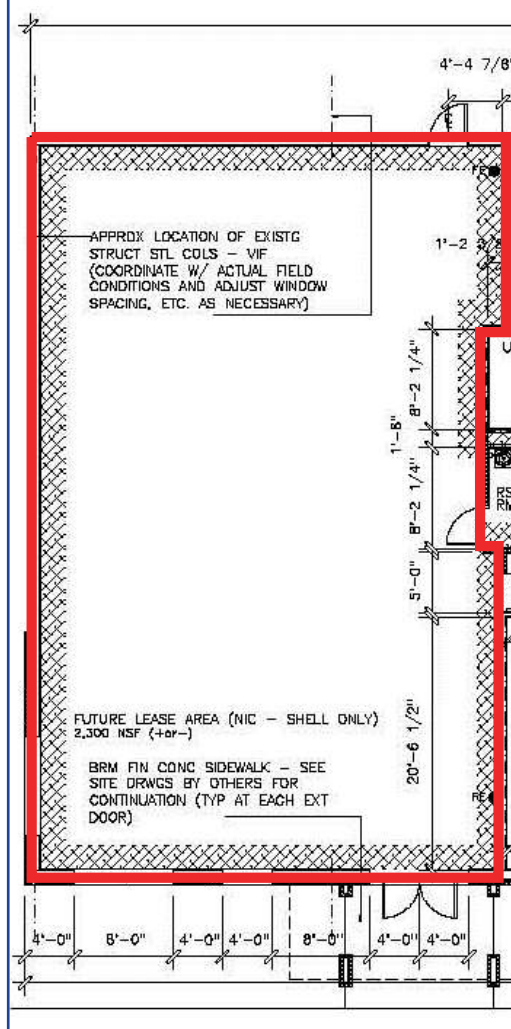 4'-4 7/8"
APPROX LOCATION OF EXISTG
STRUCT STL COLS - VIF
(COORDINATE W/ ACTUAL FIELD
CONDITIONS AND ADJUST WINDOW
SPACING, ETC. AS NECESSARY)
1'-2
8'-2 1/4"
1'-6"
8'-2 1/4"
5'-0"
20'-6 1/2"
FUTURE LEASE AREA (NIC - SHELL ONLY)
2,300 NSF (+or-)
BRM FIN CONC SIDEWALK - SEE
SITE DRWGS BY OTHERS FOR
CONTINUATION (TYP AT EACH EXT
DOOR)
4'-0" 8'-0" 4'-0" 4'-0" 8'-0" 4'-0" 4'-0"